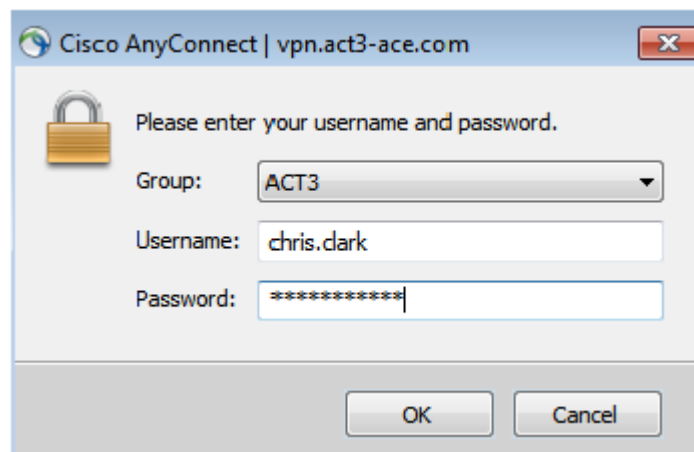 Cisco AnyConnect | vpn.act3-ace.com
Please enter your username and password.
Group: ACT3
Username: chris.clark
Password: ***********
OK Cancel